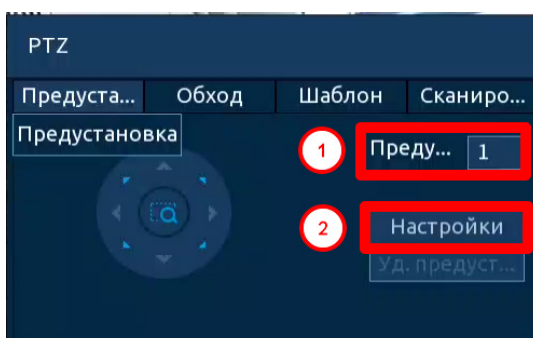 PTZ
Предуста... Обход Шаблон Сканиро...
Предустановка
1 Преду... 1
2 Настройки
Уд. предуст...